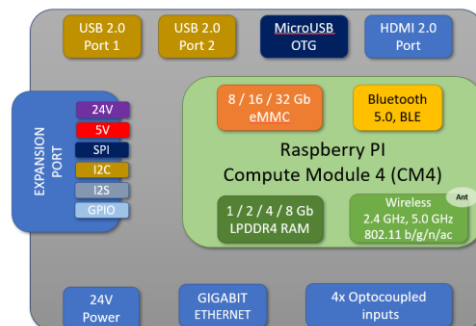 USB 2.0
Port 1
USB 2.0
Port 2
MicroUSB
OTG
HDMI 2.0
Port
EXPANSION
PORT
24V
5V
SPI
I2C
I2S
GPIO
8 / 16 / 32 Gb
eMMC
Bluetooth
5.0, BLE
Raspberry PI
Compute Module 4 (CM4)
1 / 2 / 4 / 8 Gb
LPDDR4 RAM
Ant
Wireless
2.4 GHz, 5.0 GHz
802.11 b/g/n/ac
24V
Power
GIGABIT
ETHERNET
4x Optocoupled
inputs